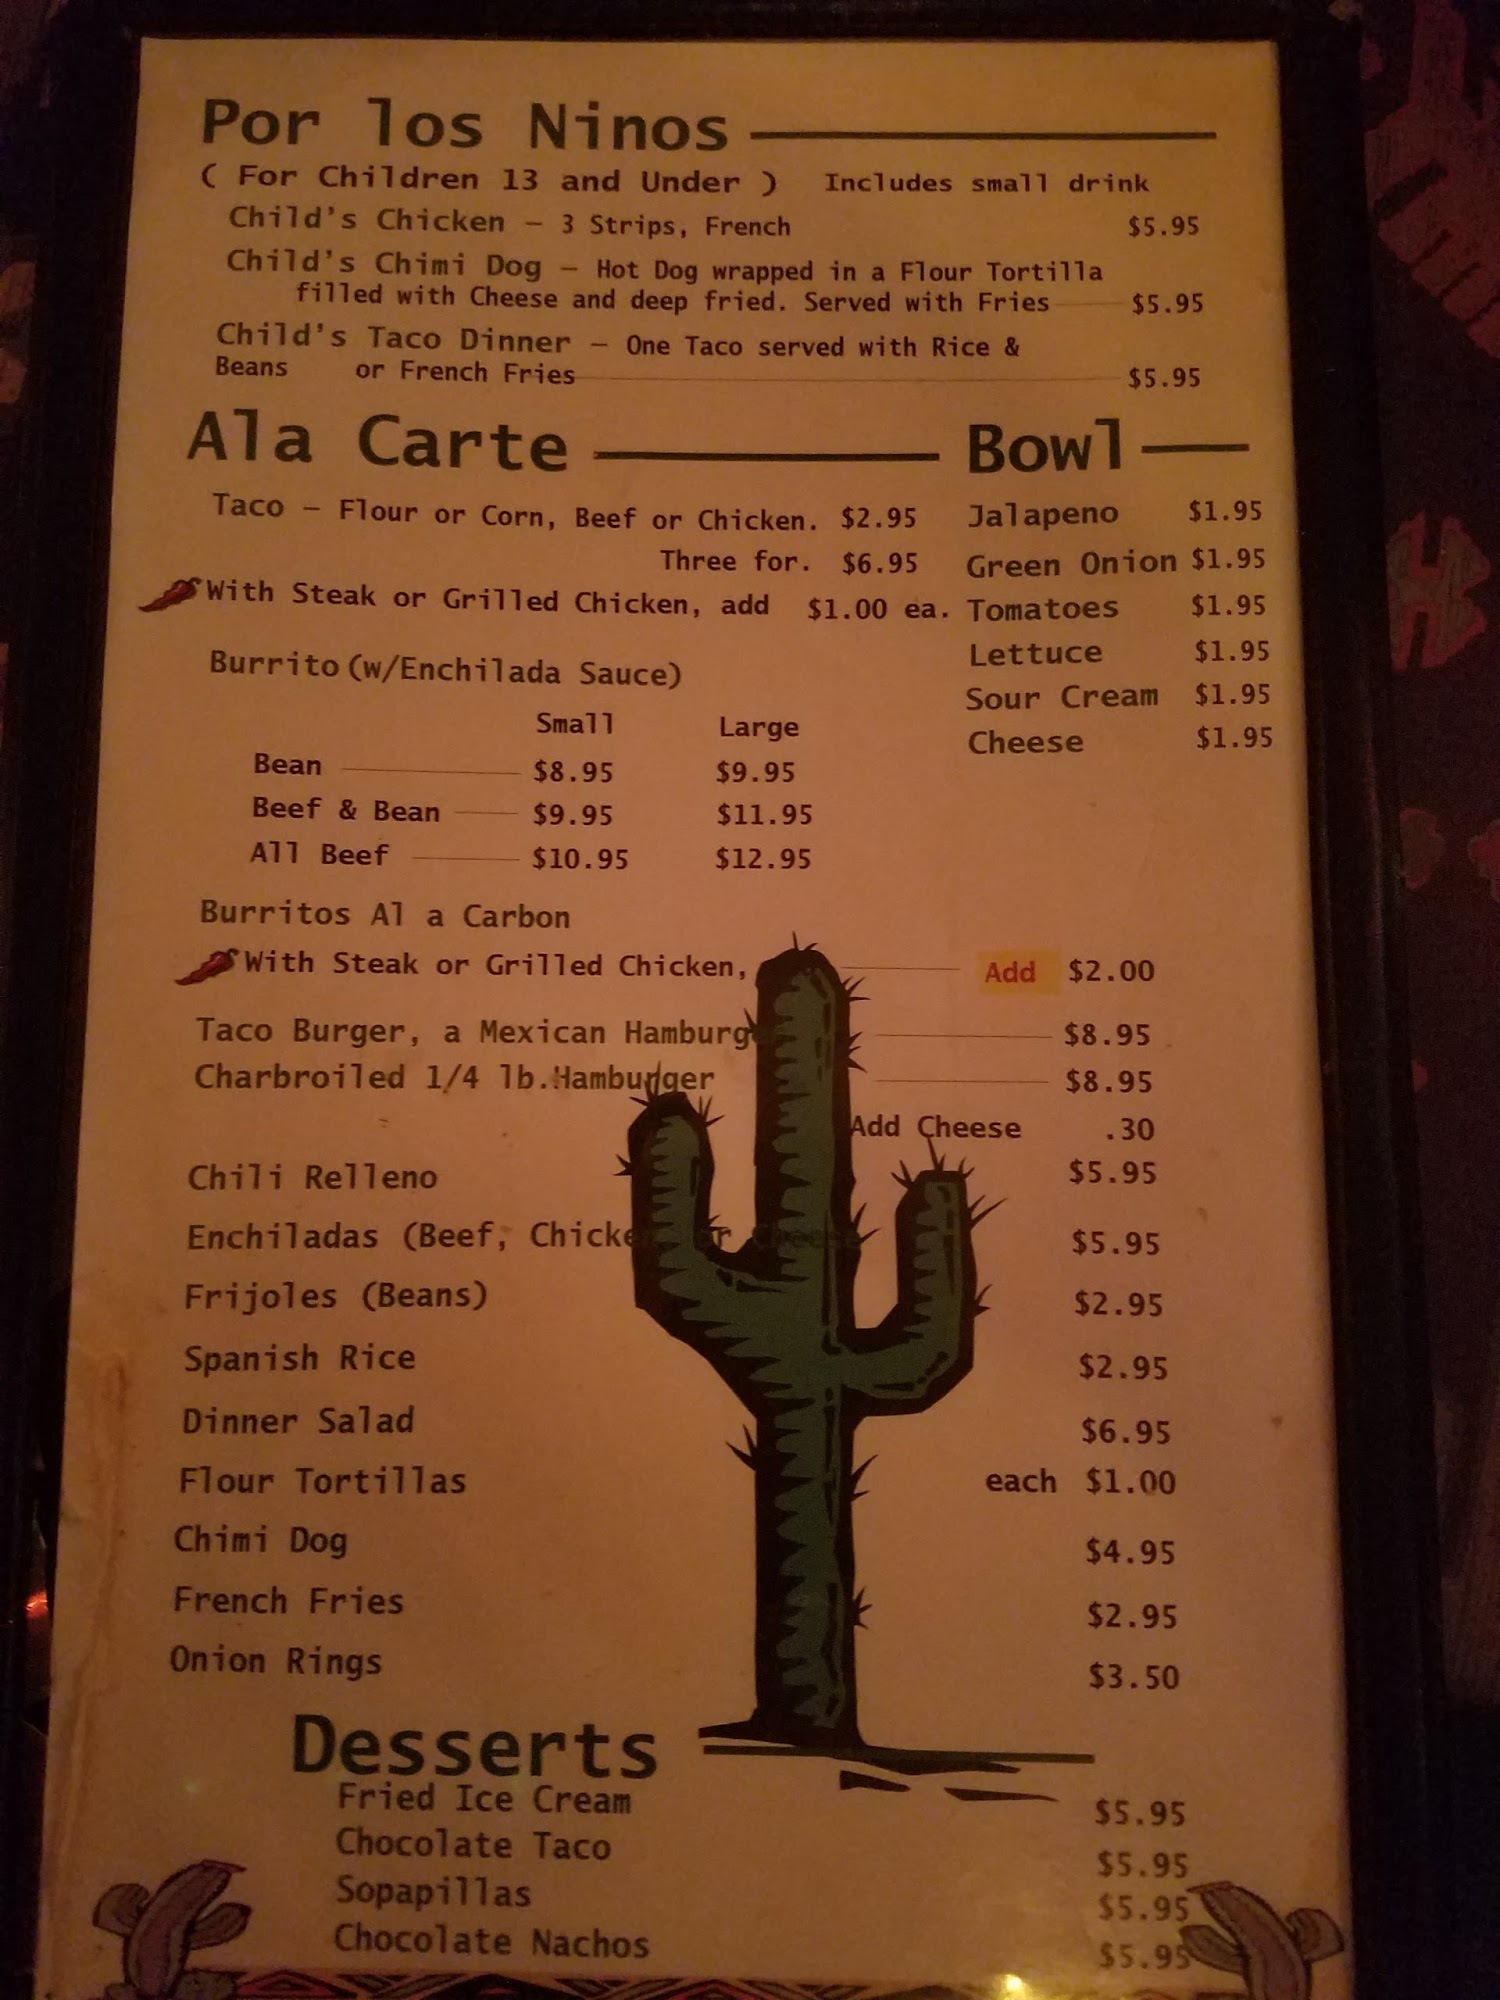 Por los Ninos
( For Children 13 and Under ) Includes small drink
Child's Chicken – 3 Strips, French $5.95
Child's Chimi Dog – Hot Dog wrapped in a Flour Tortilla
filled with Cheese and deep fried. Served with Fries $5.95
Child's Taco Dinner – One Taco served with Rice &
Beans or French Fries $5.95
Ala Carte
Taco – Flour or Corn, Beef or Chicken. $2.95
Three for. $6.95
With Steak or Grilled Chicken, add $1.00 ea.
Bowl
Jalapeno $1.95
Green Onion $1.95
Tomatoes $1.95
Lettuce $1.95
Sour Cream $1.95
Cheese $1.95
Burrito (w/Enchilada Sauce)
Small Large
Bean $8.95 $9.95
Beef & Bean $9.95 $11.95
All Beef $10.95 $12.95
Burritos Al a Carbon
With Steak or Grilled Chicken, Add $2.00
Taco Burger, a Mexican Hamburger $8.95
Charbroiled 1/4 lb.Hamburger $8.95
Add Cheese .30
Chili Relleno $5.95
Enchiladas (Beef, Chicken or Cheese $5.95
Frijoles (Beans) $2.95
Spanish Rice $2.95
Dinner Salad $6.95
Flour Tortillas each $1.00
Chimi Dog $4.95
French Fries $2.95
Onion Rings $3.50
Desserts
Fried Ice Cream $5.95
Chocolate Taco $5.95
Sopapillas $5.95
Chocolate Nachos $5.95